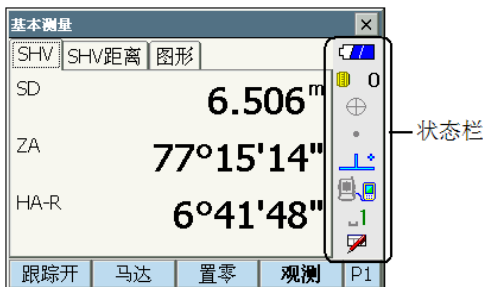 基本测量
SHV SHV距离 图形
SD 6.506 m
0
ZA 77°15'14"
状态栏
HA-R 6°41'48"
1
跟踪开 马达 置零 观测 P1